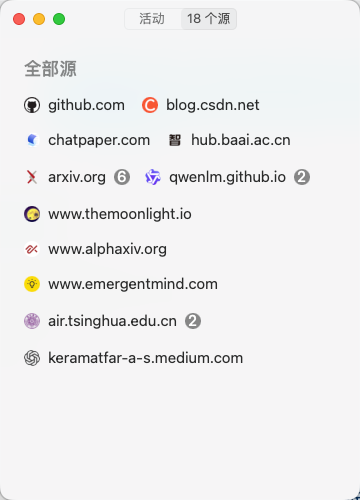 活动 18 个源
全部源
github.com C blog.csdn.net
chatpaper.com 智 hub.baai.ac.cn
arxiv.org 6 qwenlm.github.io 2
www.themoonlight.io
www.alphaxiv.org
www.emergentmind.com
air.tsinghua.edu.cn 2
keramatfar-a-s.medium.com